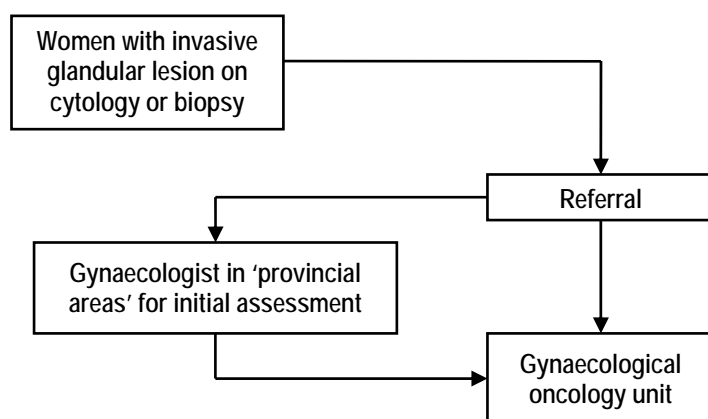 Women with invasive
glandular lesion on
cytology or biopsy
Referral
Gynaecologist in ‘provincial
areas’ for initial assessment
Gynaecological
oncology unit